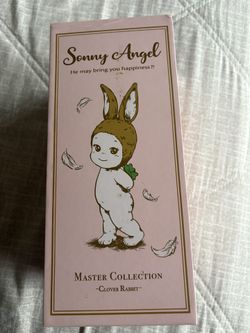 Sonny Angel
He may bring you happiness!!
MASTER COLLECTION
-CLOVER RABBIT-